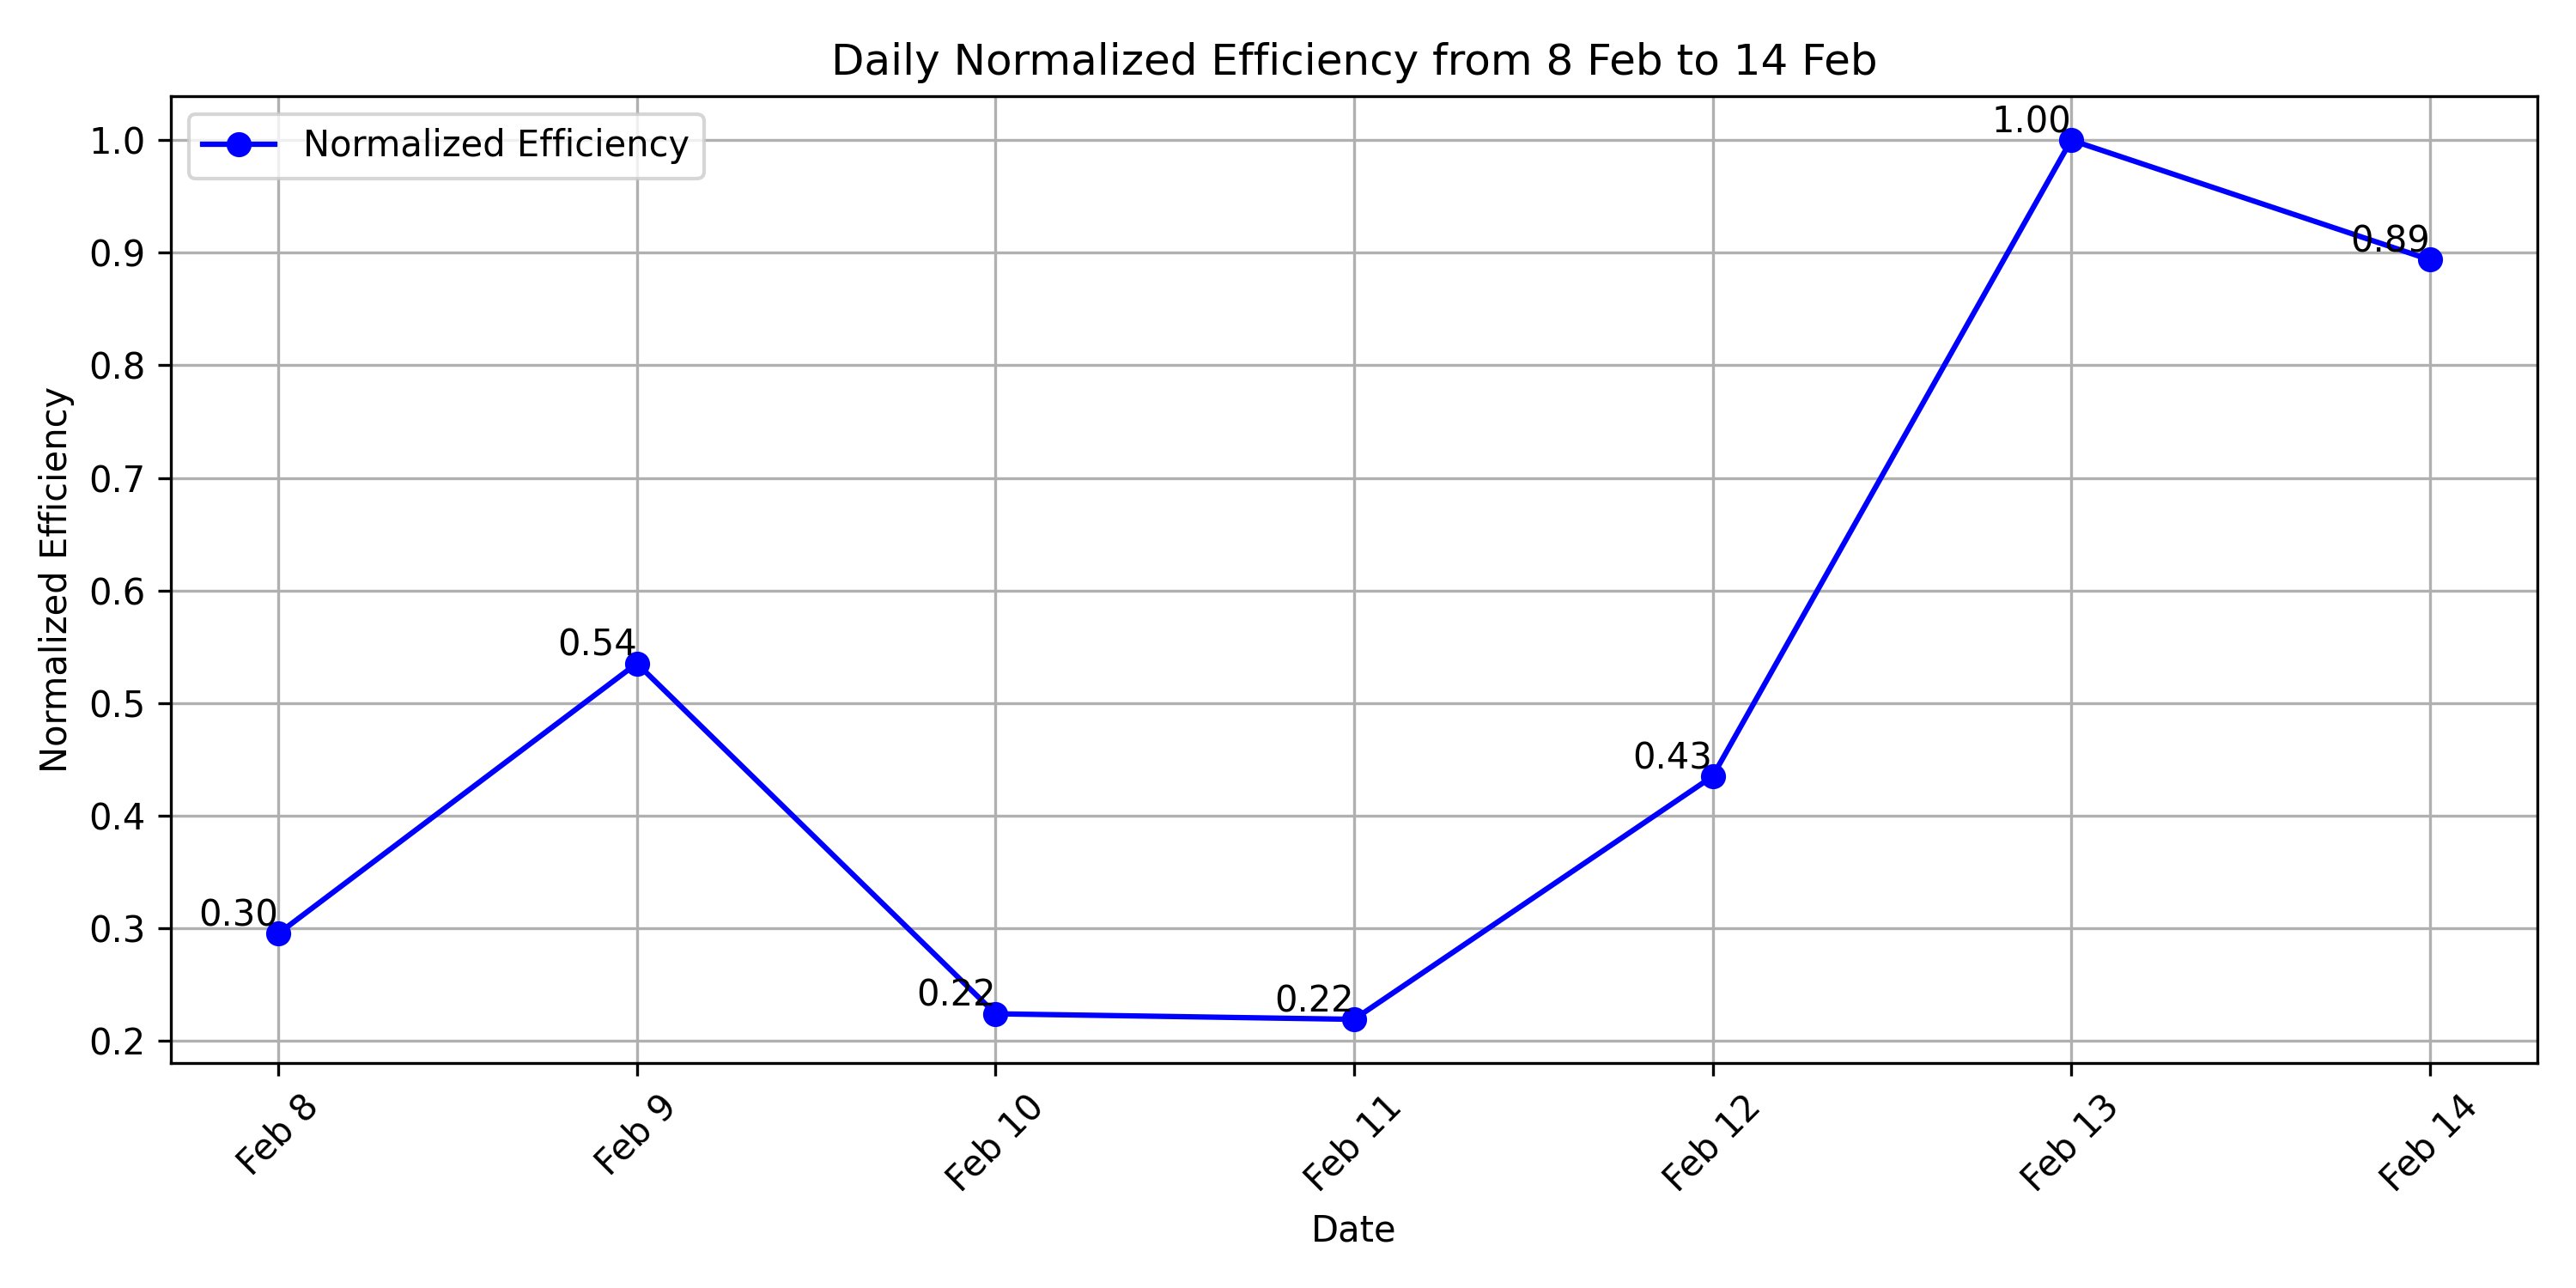 Daily Normalized Efficiency from 8 Feb to 14 Feb
Normalized Efficiency
Normalized Efficiency
1.0
0.9
0.8
0.7
0.6
0.5
0.4
0.3
0.2
0.30
0.54
0.22
0.22
0.43
1.00
0.89
Feb 8
Feb 9
Feb 10
Feb 11
Feb 12
Feb 13
Feb 14
Date